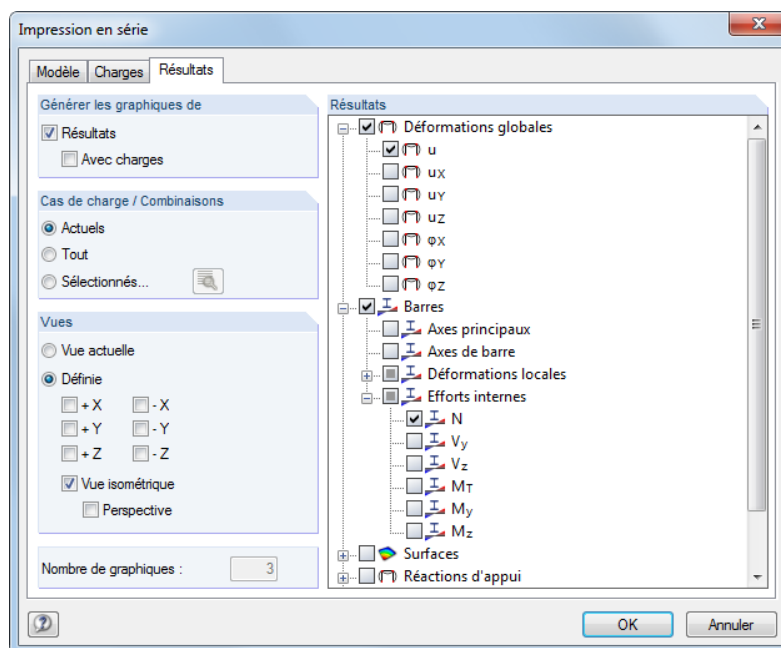 Impression en série
Modèle Charges Résultats
Générer les graphiques de
Résultats
Avec charges
Cas de charge / Combinaisons
Actuels
Tout
Sélectionnés...
Vues
Vue actuelle
Définie
+ X - X
+ Y - Y
+ Z - Z
Vue isométrique
Perspective
Nombre de graphiques : 3
Résultats
Déformations globales
u
uX
uY
uZ
φX
φY
φZ
Barres
Axes principaux
Axes de barre
Déformations locales
Efforts internes
N
Vy
Vz
MT
My
Mz
Surfaces
Réactions d'appui
OK Annuler